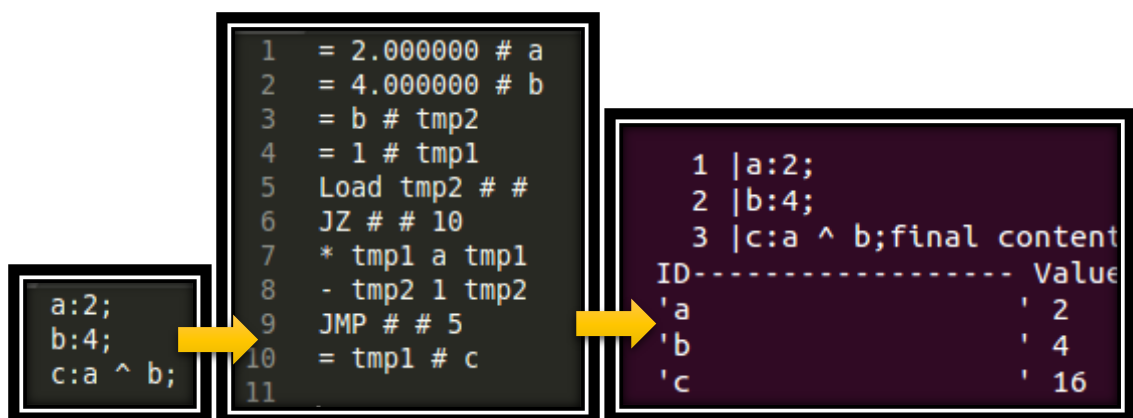 a:2;
b:4;
c:a ^ b;
1 = 2.000000 # a
2 = 4.000000 # b
3 = b # tmp2
4 = 1 # tmp1
5 Load tmp2 # #
6 JZ # # 10
7 * tmp1 a tmp1
8 - tmp2 1 tmp2
9 JMP # # 5
10 = tmp1 # c
11
1 |a:2;
2 |b:4;
3 |c:a ^ b;final content
ID------------------ Value
'a ' 2
'b ' 4
'c ' 16